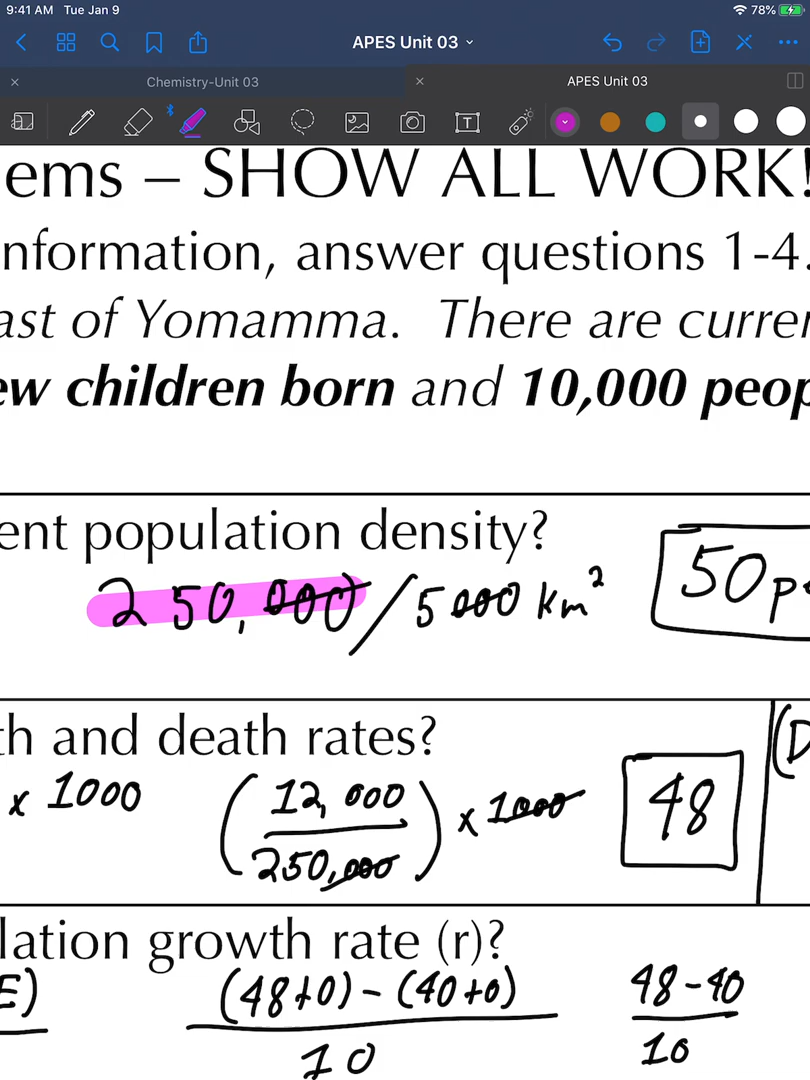 9:41 AM Tue Jan 9 78%
APES Unit 03
Chemistry-Unit 03 APES Unit 03
ems – SHOW ALL WORK!
nformation, answer questions 1-4.
ast of Yomamma. There are curren
ew children born and 10,000 peop
ent population density?
250,000/5000 km² 50 p
th and death rates?
x 1000 (12,000/250,000) x 1000 48 (D
lation growth rate (r)?
E) (48+0) - (40+0) 48-40
10 10